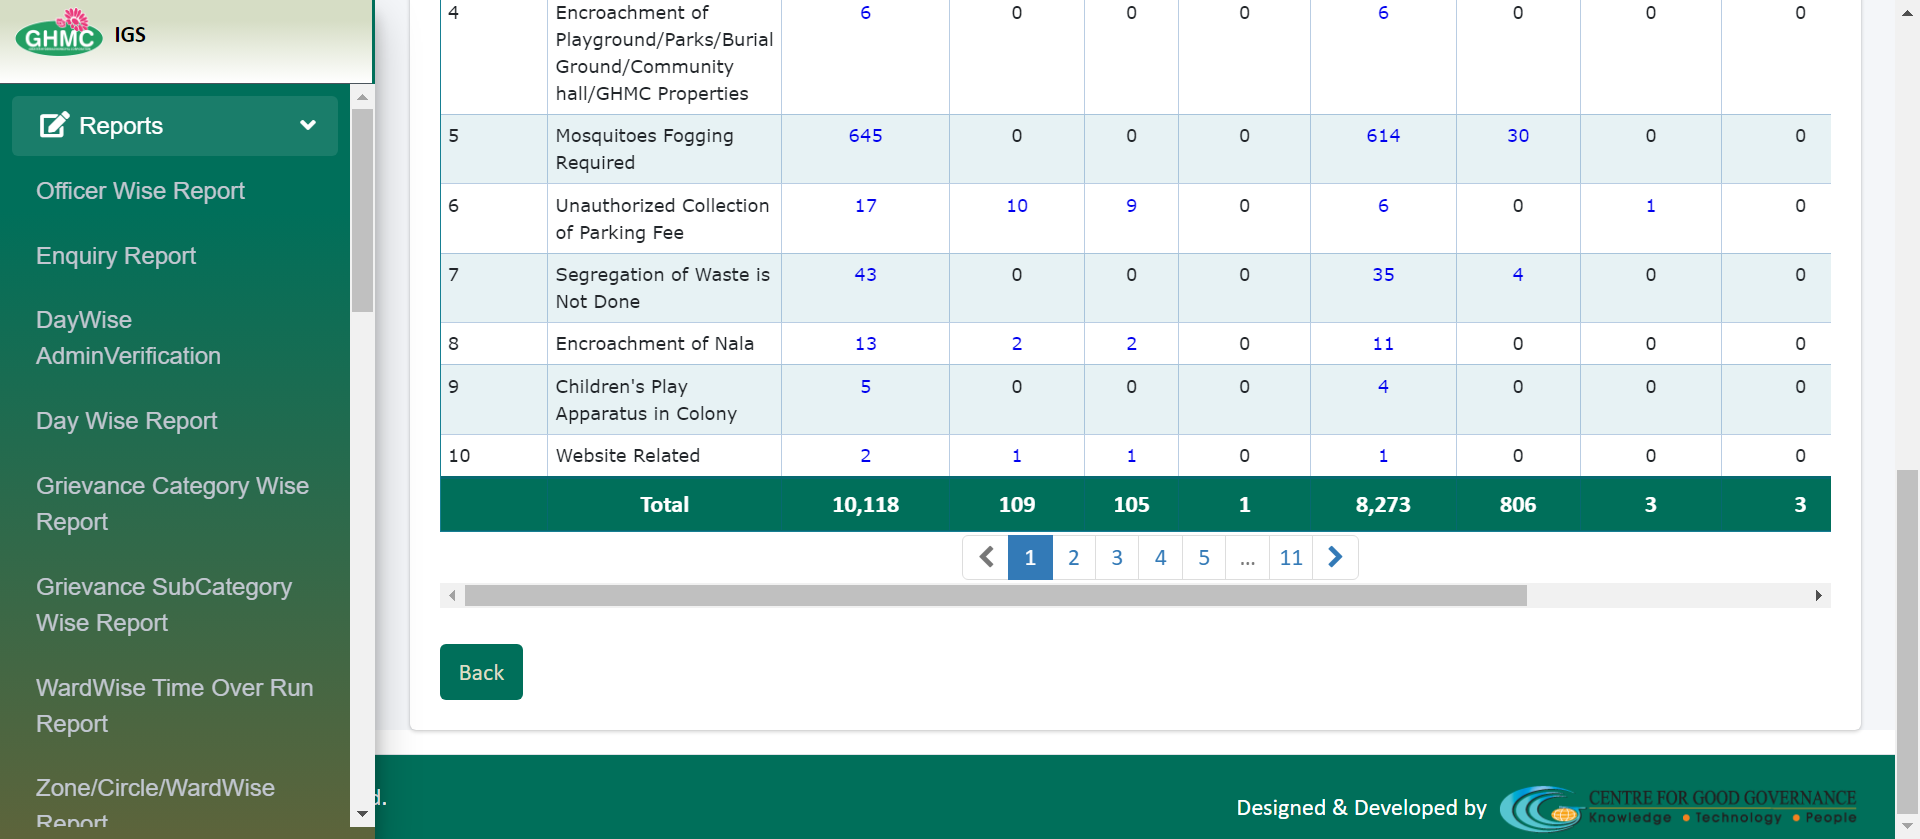 GHMC IGS
Reports
Officer Wise Report
Enquiry Report
DayWise
AdminVerification
Day Wise Report
Grievance Category Wise
Report
Grievance SubCategory
Wise Report
WardWise Time Over Run
Report
Zone/Circle/WardWise
Report
4 Encroachment of 6 0 0 0 6 0 0 0
Playground/Parks/Burial
Ground/Community
hall/GHMC Properties
5 Mosquitoes Fogging 645 0 0 0 614 30 0 0
Required
6 Unauthorized Collection 17 10 9 0 6 0 1 0
of Parking Fee
7 Segregation of Waste is 43 0 0 0 35 4 0 0
Not Done
8 Encroachment of Nala 13 2 2 0 11 0 0 0
9 Children's Play 5 0 0 0 4 0 0 0
Apparatus in Colony
10 Website Related 2 1 1 0 1 0 0 0
Total 10,118 109 105 1 8,273 806 3 3
1 2 3 4 5 ... 11
Back
d.
Designed & Developed by
CENTRE FOR GOOD GOVERNANCE
Knowledge • Technology • People